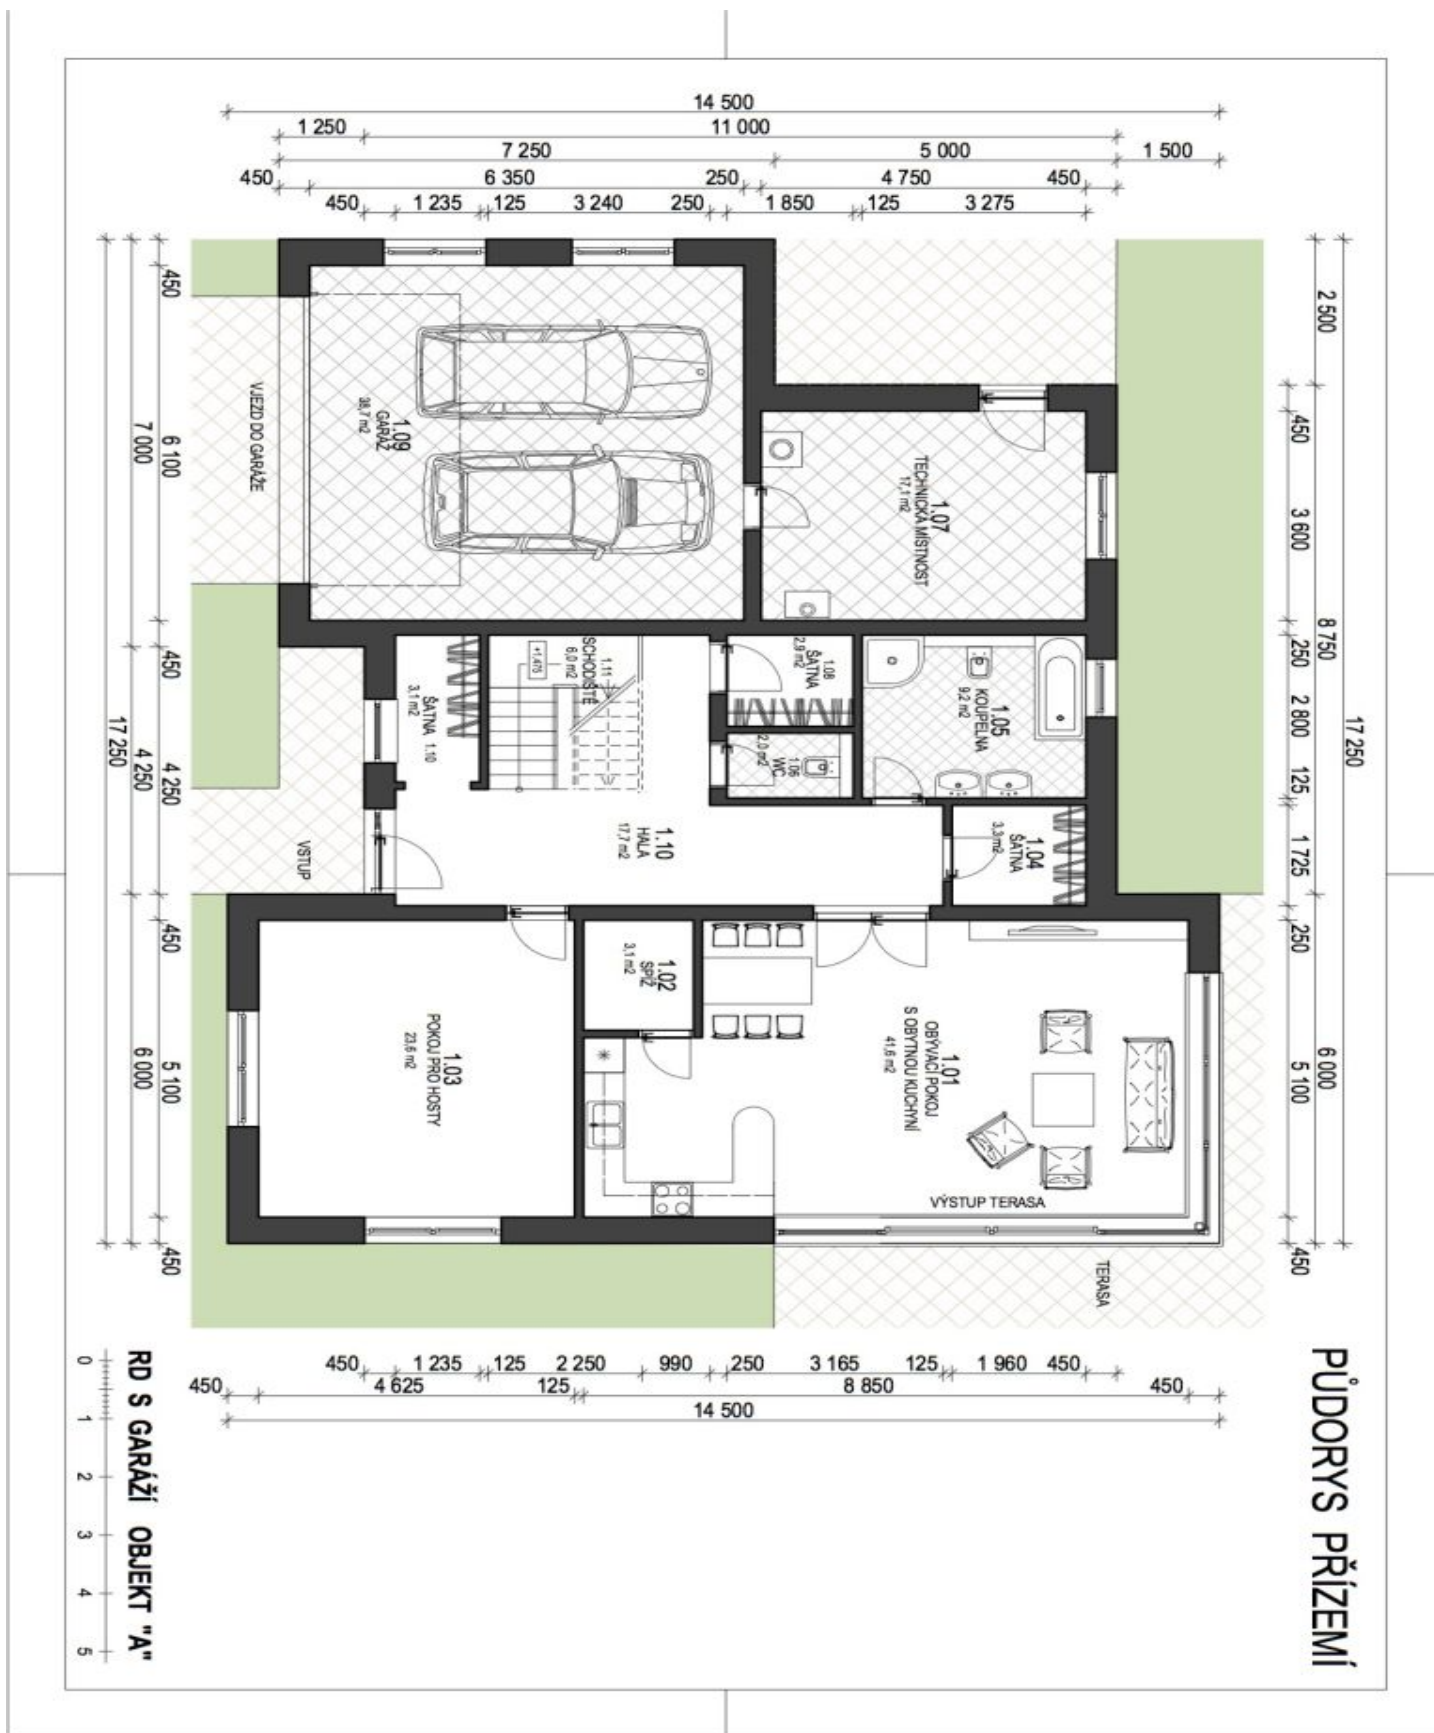 14 500
1 250
11 000
7 250
5 000
1 500
450
6 350
250
4 750
450
450
1 235
125
3 240
250
1 850
125
3 275
450
6 100
7 000
450
4 250
4 250
17 250
450
5 100
6 000
450
2 500
450
3 600
8 750
250
2 800
125
1 725
17 250
250
5 100
6 000
450
VJEZD DO GARÁŽE
1.09
GARÁŽ
38,7 m2
1.07
TECHNICKÁ MÍSTNOST
17,1 m2
ŠATNA 1.10
3,1 m2
+1,475
1.11
SCHODIŠTĚ
6,0 m2
1.08
ŠATNA
2,9 m2
1.06
WC
2,0 m2
1.05
KOUPELNA
9,2 m2
1.04
ŠATNA
3,3m2
VSTUP
1.10
HALA
17,7 m2
1.03
POKOJ PRO HOSTY
23,6 m2
1.02
SPÍŽ
3,1 m2
1.01
OBÝVACÍ POKOJ
S OBYTNOU KUCHYNÍ
41,6 m2
VÝSTUP TERASA
TERASA
450
1 235
125
2 250
990
250
3 165
125
1 960
450
450
4 625
125
8 850
450
14 500
PŮDORYS PŘÍZEMÍ
RD S GARÁŽÍ OBJEKT "A"
0 1 2 3 4 5